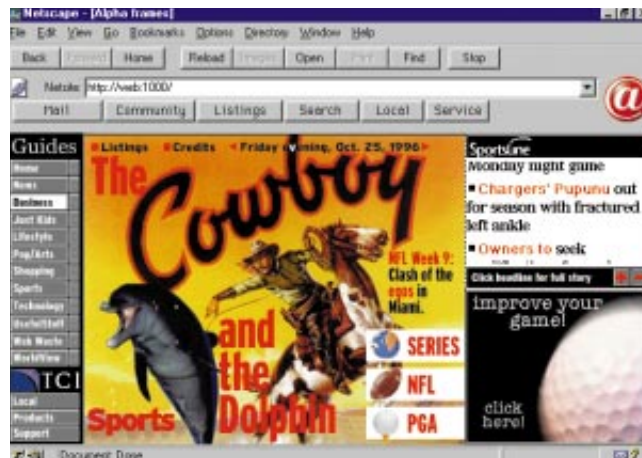 Netscape - [Alpha frames]
File Edit View Go Bookmarks Options Directory Window Help
Back Forward Home Reload Images Open Print Find Stop
Netsite: http://web:1000/
Mail Community Listings Search Local Service
Guides
Home
News
Business
Just Kids
Lifestyle
Pop/Arts
Shopping
Sports
Technology
UsefulStuff
Web Waste
WorldView
TCI
Local
Products
Support
Listings Credits Friday evening, Oct. 25, 1996
The
Cowboy
and
the
Dolphin
NFL Week 9:
Clash of the
egos in
Miami.
SERIES
NFL
PGA
Sports
SportsLine
Monday night game
Chargers' Pupunu out
for season with fractured
left ankle
Owners to seek
Click headline for full story
improve your
game!
click
here!
Document: Done